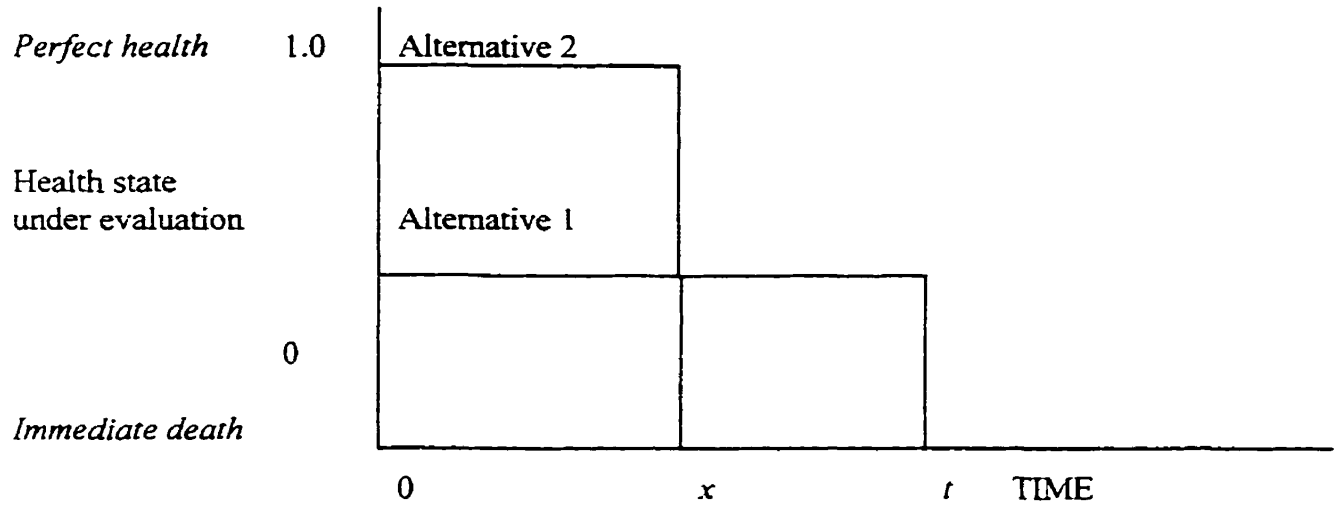 Perfect health 1.0 Alternative 2
Health state
under evaluation Alternative 1
0
Immediate death
0 x t TIME